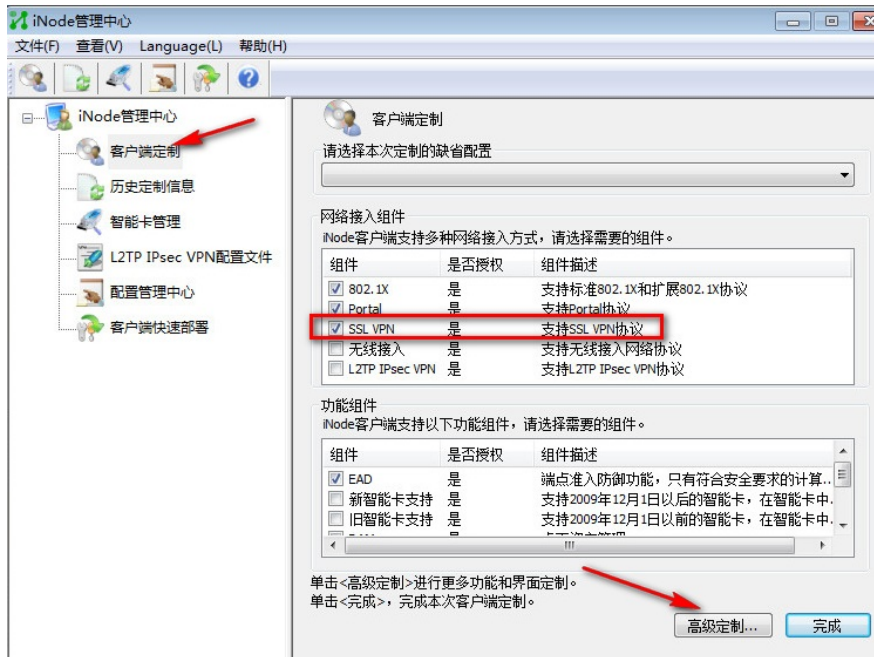 iNode管理中心
文件(F) 查看(V) Language(L) 帮助(H)
iNode管理中心
客户端定制
历史定制信息
智能卡管理
L2TP IPsec VPN配置文件
配置管理中心
客户端快速部署
客户端定制
请选择本次定制的缺省配置
网络接入组件
iNode客户端支持多种网络接入方式，请选择需要的组件。
组件 是否授权 组件描述
802.1X 是 支持标准802.1X和扩展802.1X协议
Portal 是 支持Portal协议
SSL VPN 是 支持SSL VPN协议
无线接入 是 支持无线接入网络协议
L2TP IPsec VPN 是 支持L2TP IPsec VPN协议
功能组件
iNode客户端支持以下功能组件，请选择需要的组件。
组件 是否授权 组件描述
EAD 是 端点准入防御功能，只有符合安全要求的计算..
新智能卡支持 是 支持2009年12月1日以后的智能卡，在智能卡中.
旧智能卡支持 是 支持2009年12月1日以前的智能卡，在智能卡中.
单击<高级定制>进行更多功能和界面定制。
单击<完成>，完成本次客户端定制。
高级定制... 完成